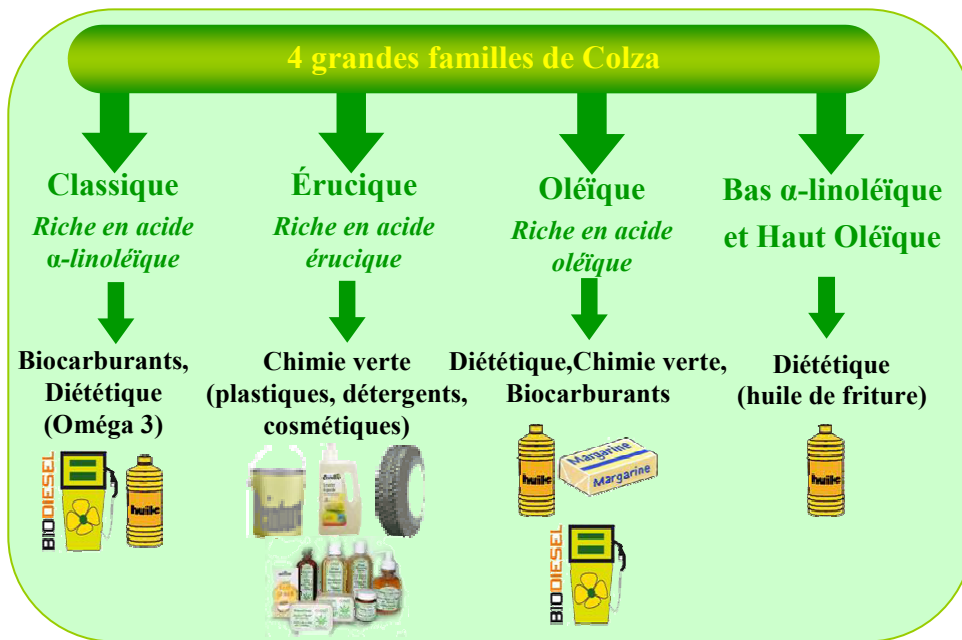 4 grandes familles de Colza
Classique
Riche en acide
α-linoléïque
Biocarburants,
Diététique
(Oméga 3)
BIODIESEL
huile
Érucique
Riche en acide
érucique
Chimie verte
(plastiques, détergents,
cosmétiques)
Oléïque
Riche en acide
oléïque
Diététique,Chimie verte,
Biocarburants
huile
Margarine
Margarine
BIODIESEL
Bas α-linoléïque
et Haut Oléïque
Diététique
(huile de friture)
huile